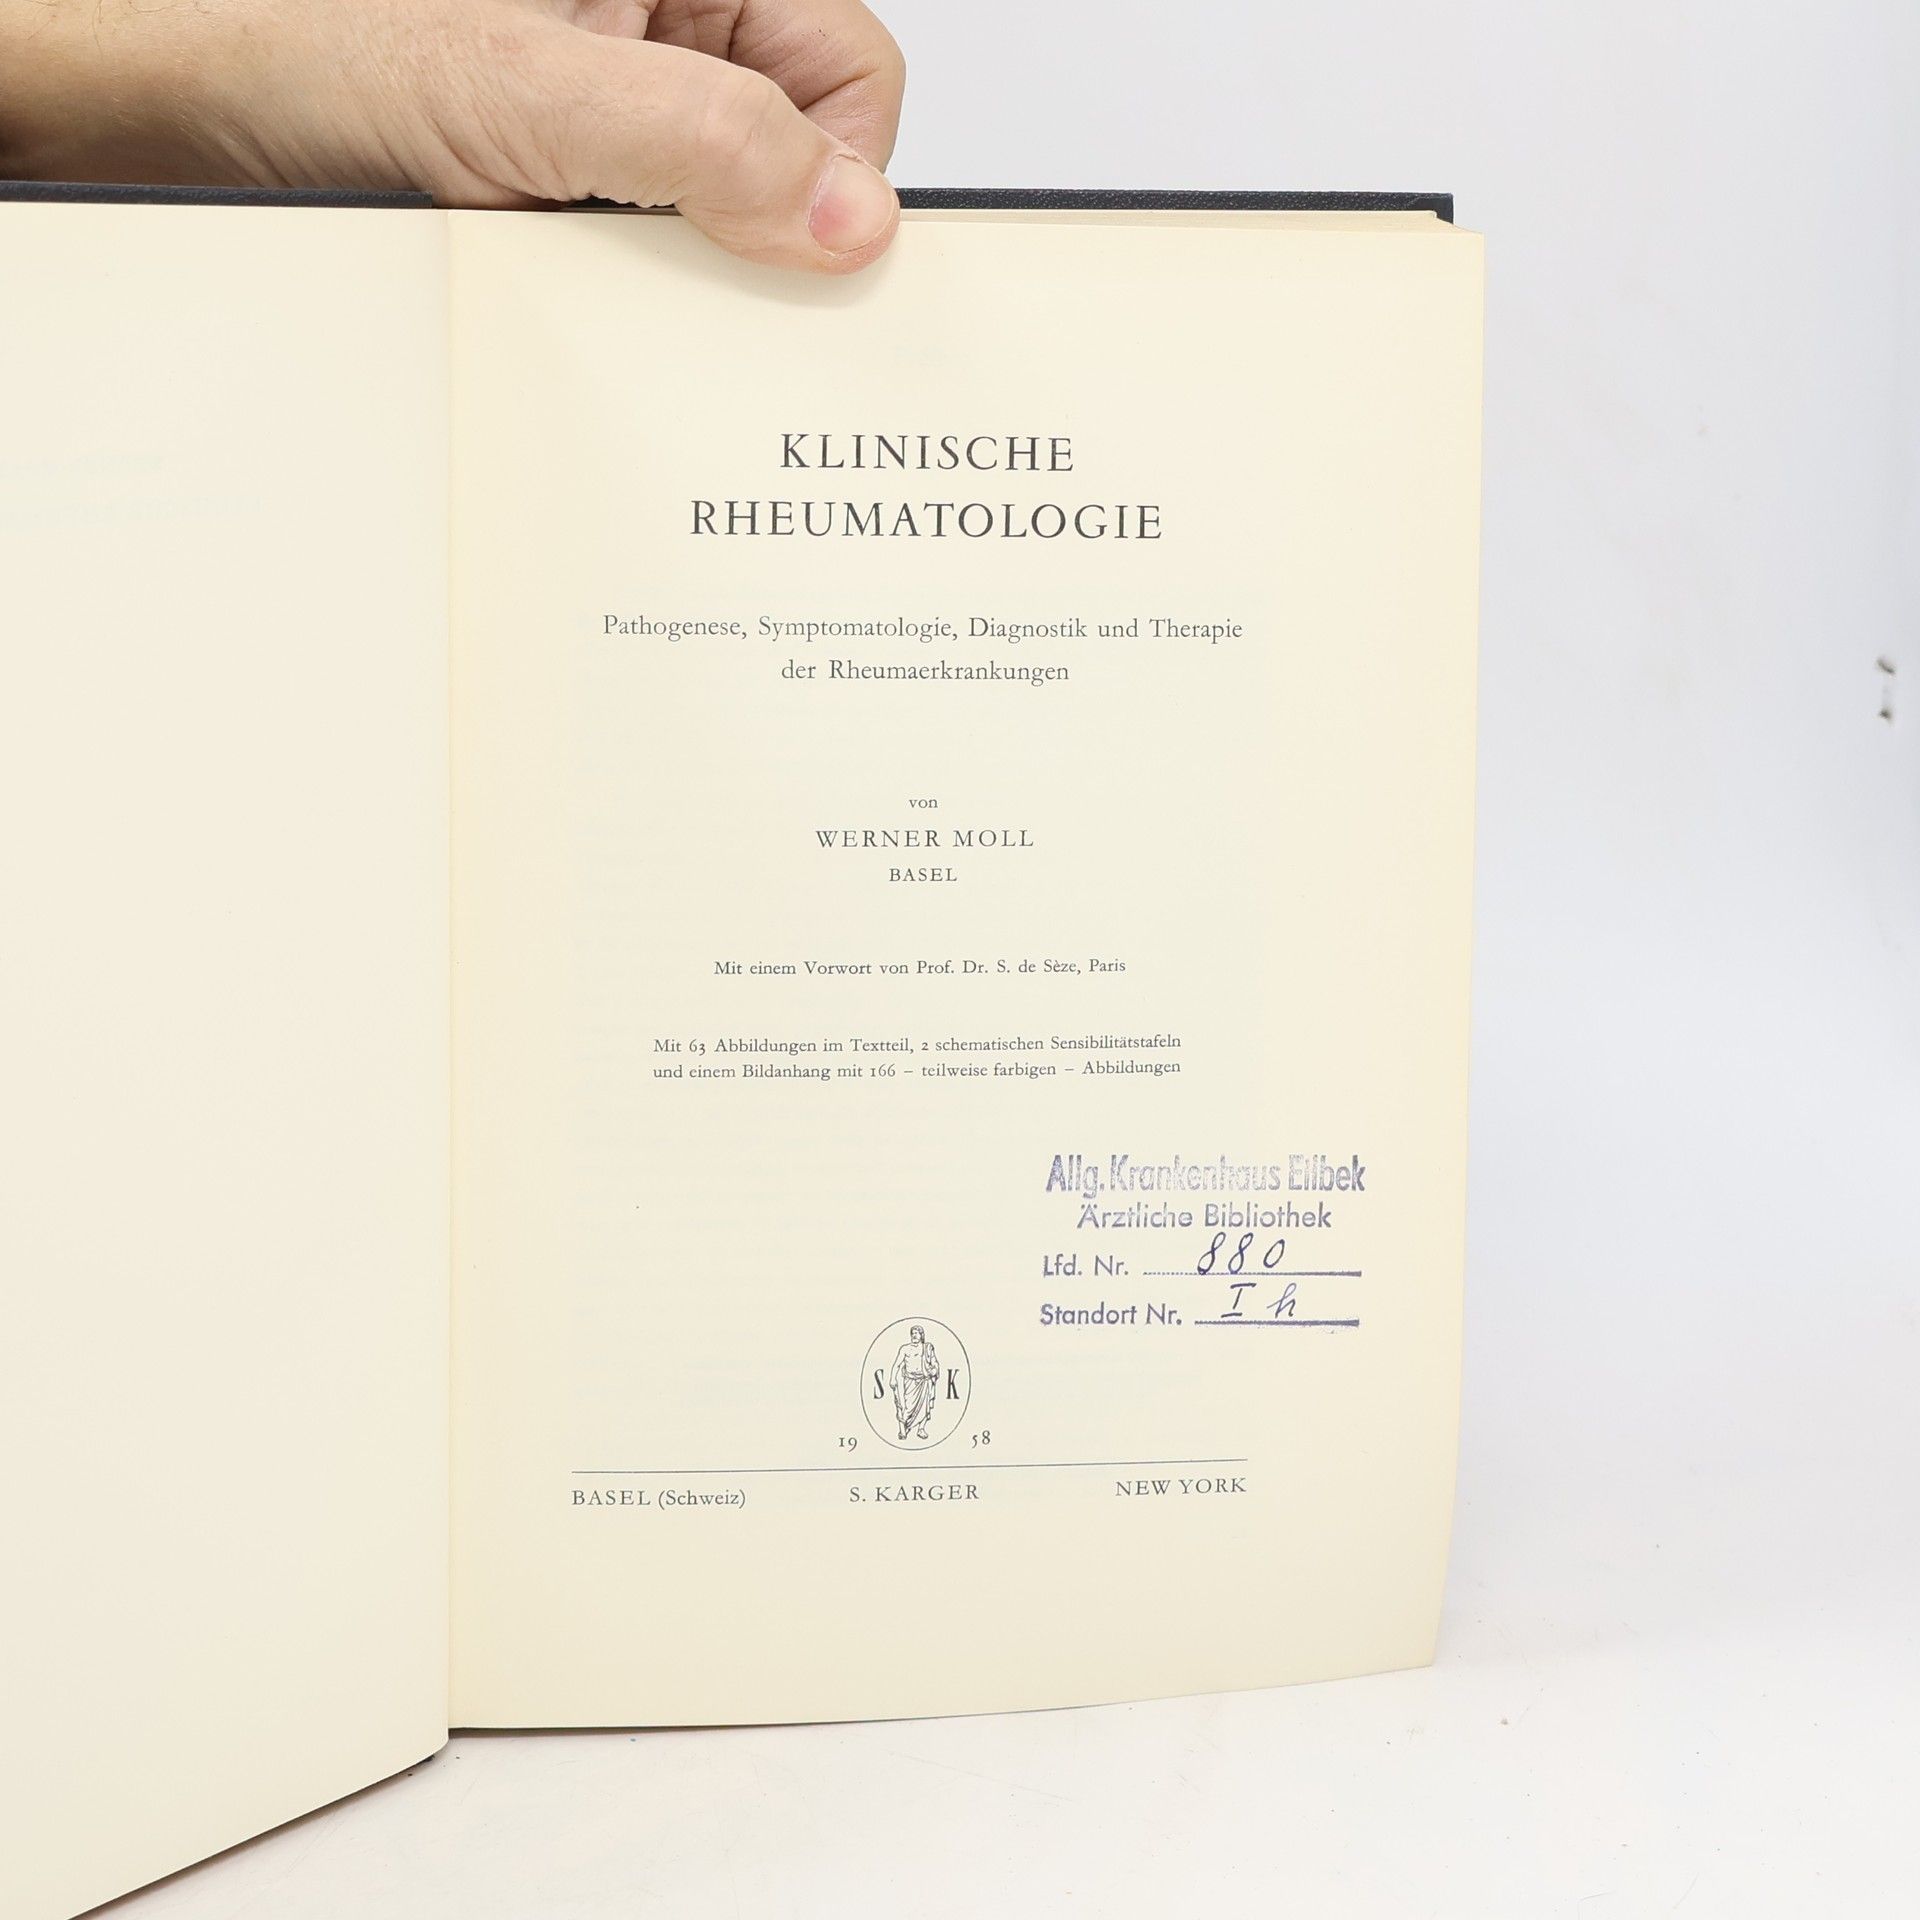 KLINISCHE
RHEUMATOLOGIE
Pathogenese, Symptomatologie, Diagnostik und Therapie
der Rheumaerkrankungen
von
WERNER MOLL
BASEL
Mit einem Vorwort von Prof. Dr. S. de Sèze, Paris
Mit 63 Abbildungen im Textteil, 2 schematischen Sensibilitätstafeln
und einem Bildanhang mit 166 – teilweise farbigen – Abbildungen
Allg. Krankenhaus Eilbek
Ärztliche Bibliothek
Lfd. Nr. 880
Standort Nr. I h
S K
19 58
BASEL (Schweiz) S. KARGER NEW YORK